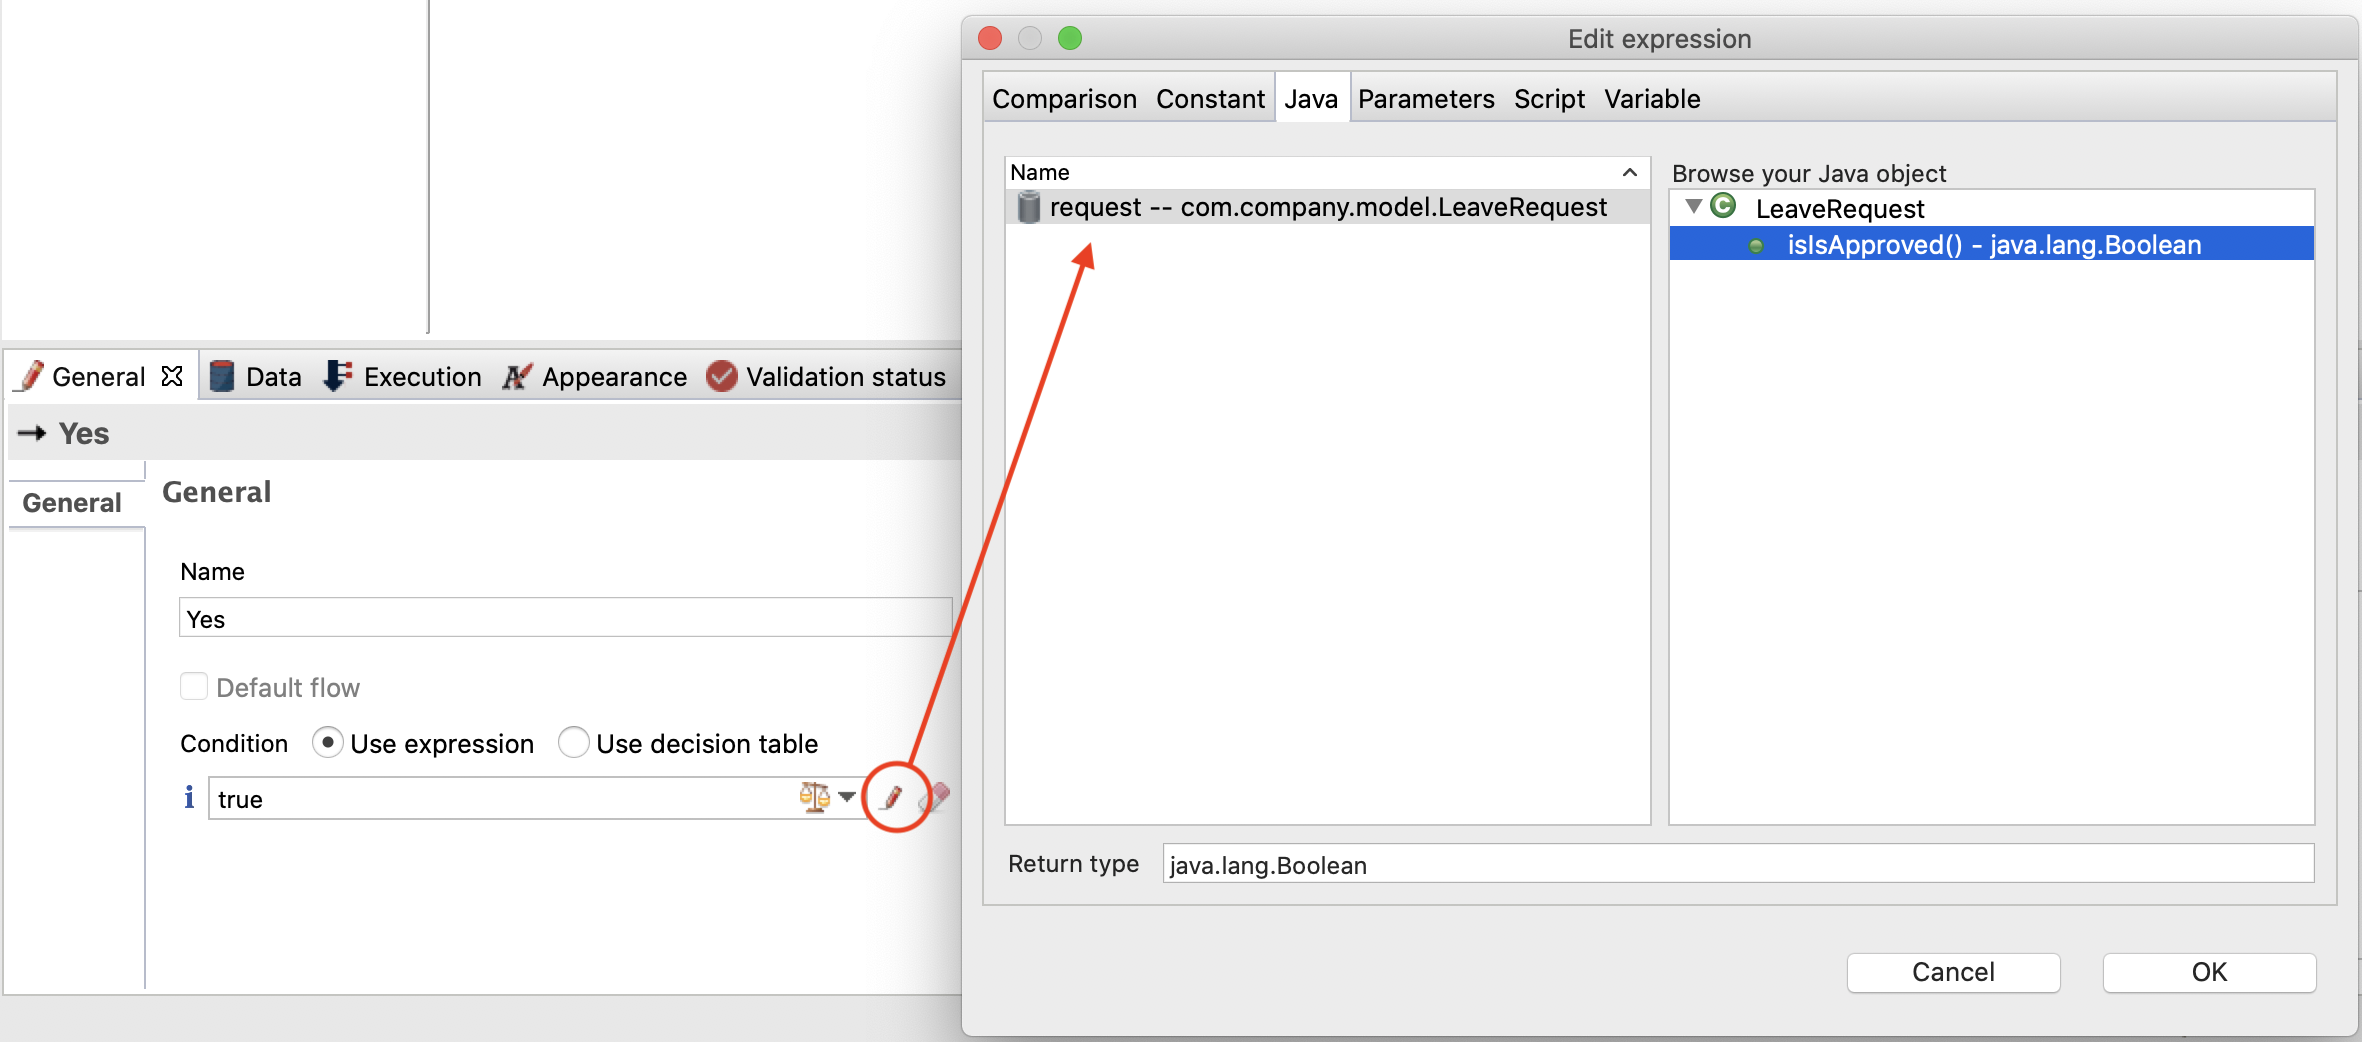 Edit expression
Comparison Constant Java Parameters Script Variable
Name
request -- com.company.model.LeaveRequest
Browse your Java object
LeaveRequest
isIsApproved() - java.lang.Boolean
Return type java.lang.Boolean
Cancel OK
General Data Execution Appearance Validation status
Yes
General
General
Name
Yes
Default flow
Condition Use expression Use decision table
true